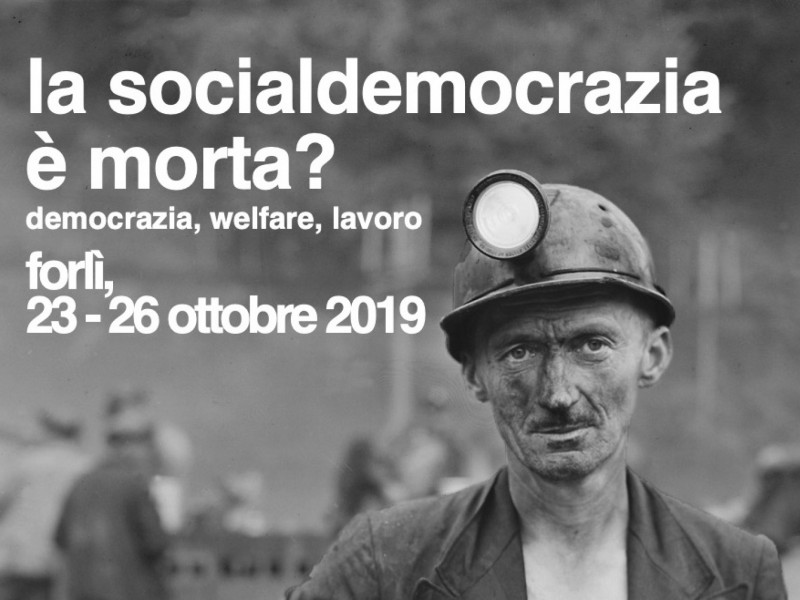 la socialdemocrazia
è morta?
democrazia, welfare, lavoro
forlì,
23 - 26 ottobre 2019